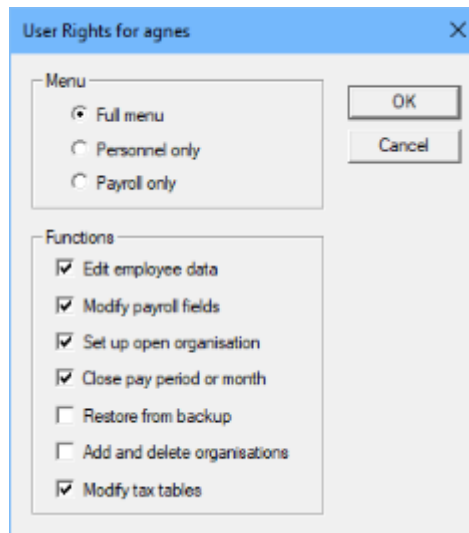 User Rights for agnes
Menu
Full menu
Personnel only
Payroll only
OK
Cancel
Functions
Edit employee data
Modify payroll fields
Set up open organisation
Close pay period or month
Restore from backup
Add and delete organisations
Modify tax tables